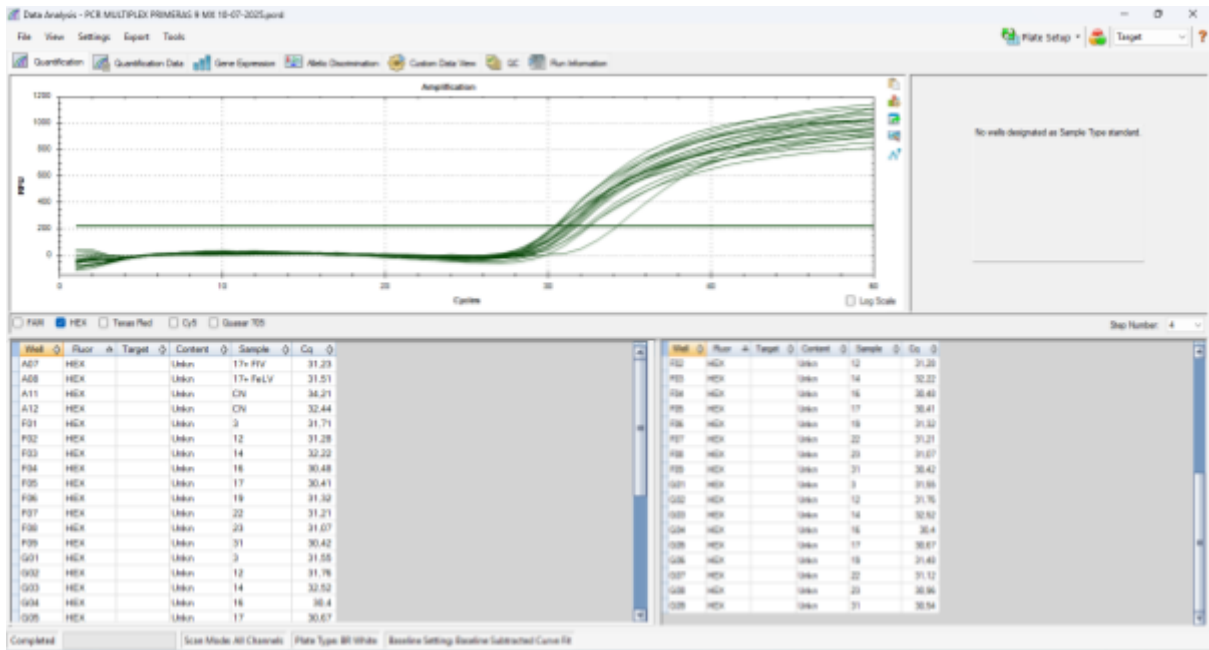 Data Analysis - PCR MULTIPLEX PRIMERAS 9 MX 10-07-2025.pcrd
File View Settings Export Tools
Plate Setup Target ?
Quantification Quantification Data Gene Expression Allelic Discrimination Custom Data View QC Run Information
Amplification
1200
1000
800
600
400
200
0
RFU
0 10 20 30 40 60
Cycles
Log Scale
No wells designated as Sample Type standard.
FAM HEX Texas Red Cy5 Quasar 705
Step Number: 4
Well Fluor Target Content Sample Cq
A07 HEX Unkn 17+ FIV 31,23
A08 HEX Unkn 17+ FeLV 31,51
A11 HEX Unkn CN 34,21
A12 HEX Unkn CN 32,44
F01 HEX Unkn 3 31,71
F02 HEX Unkn 12 31,28
F03 HEX Unkn 14 32,22
F04 HEX Unkn 16 30,48
F05 HEX Unkn 17 30,41
F06 HEX Unkn 19 31,32
F07 HEX Unkn 22 31,21
F08 HEX Unkn 23 31,07
F09 HEX Unkn 31 30,42
G01 HEX Unkn 3 31,55
G02 HEX Unkn 12 31,76
G03 HEX Unkn 14 32,52
G04 HEX Unkn 16 30,4
G05 HEX Unkn 17 30,67
Well Fluor Target Content Sample Cq
F02 HEX Unkn 12 31,28
F03 HEX Unkn 14 32,22
F04 HEX Unkn 16 30,48
F05 HEX Unkn 17 30,41
F06 HEX Unkn 19 31,32
F07 HEX Unkn 22 31,21
F08 HEX Unkn 23 31,07
F09 HEX Unkn 31 30,42
G01 HEX Unkn 3 31,55
G02 HEX Unkn 12 31,76
G03 HEX Unkn 14 32,52
G04 HEX Unkn 16 30,4
G05 HEX Unkn 17 30,67
G06 HEX Unkn 19
G07 HEX Unkn 22 31,12
G08 HEX Unkn 23 30,96
G09 HEX Unkn 31 30,54
Completed Scan Mode: All Channels Plate Type: BR White Baseline Setting: Baseline Subtracted Curve Fit